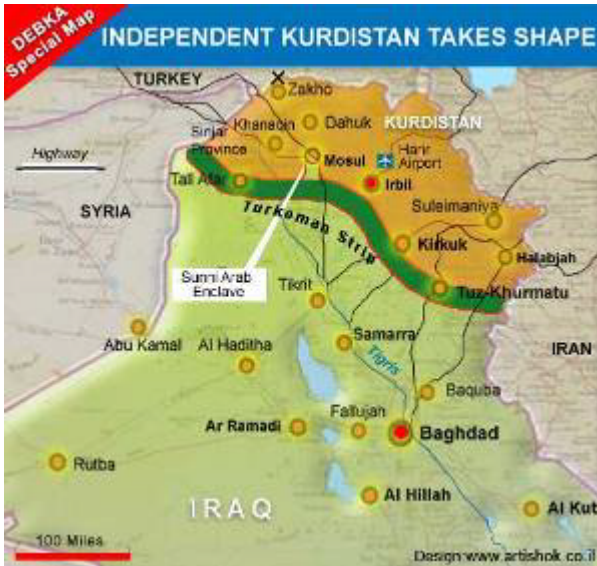 DEBKA
Special Map
INDEPENDENT KURDISTAN TAKES SHAPE
TURKEY
Zakho
Khanaqin
Dahuk
KURDISTAN
Sinjar
Province
Mosul
Harir
Airport
Highway
Tall Afar
Irbil
SYRIA
Suleimaniya
Turkoman Strip
Kirkuk
Halabjah
Sunni Arab
Enclave
Tikrit
Tuz-Khurmatu
Abu Kamal
Al Haditha
Samarra
Tigris
IRAN
Baquba
Ar Ramadi
Fallujah
Baghdad
Rutba
IRAQ
Al Hillah
Al Kut
100 Miles
Design:www.artishok.co.il